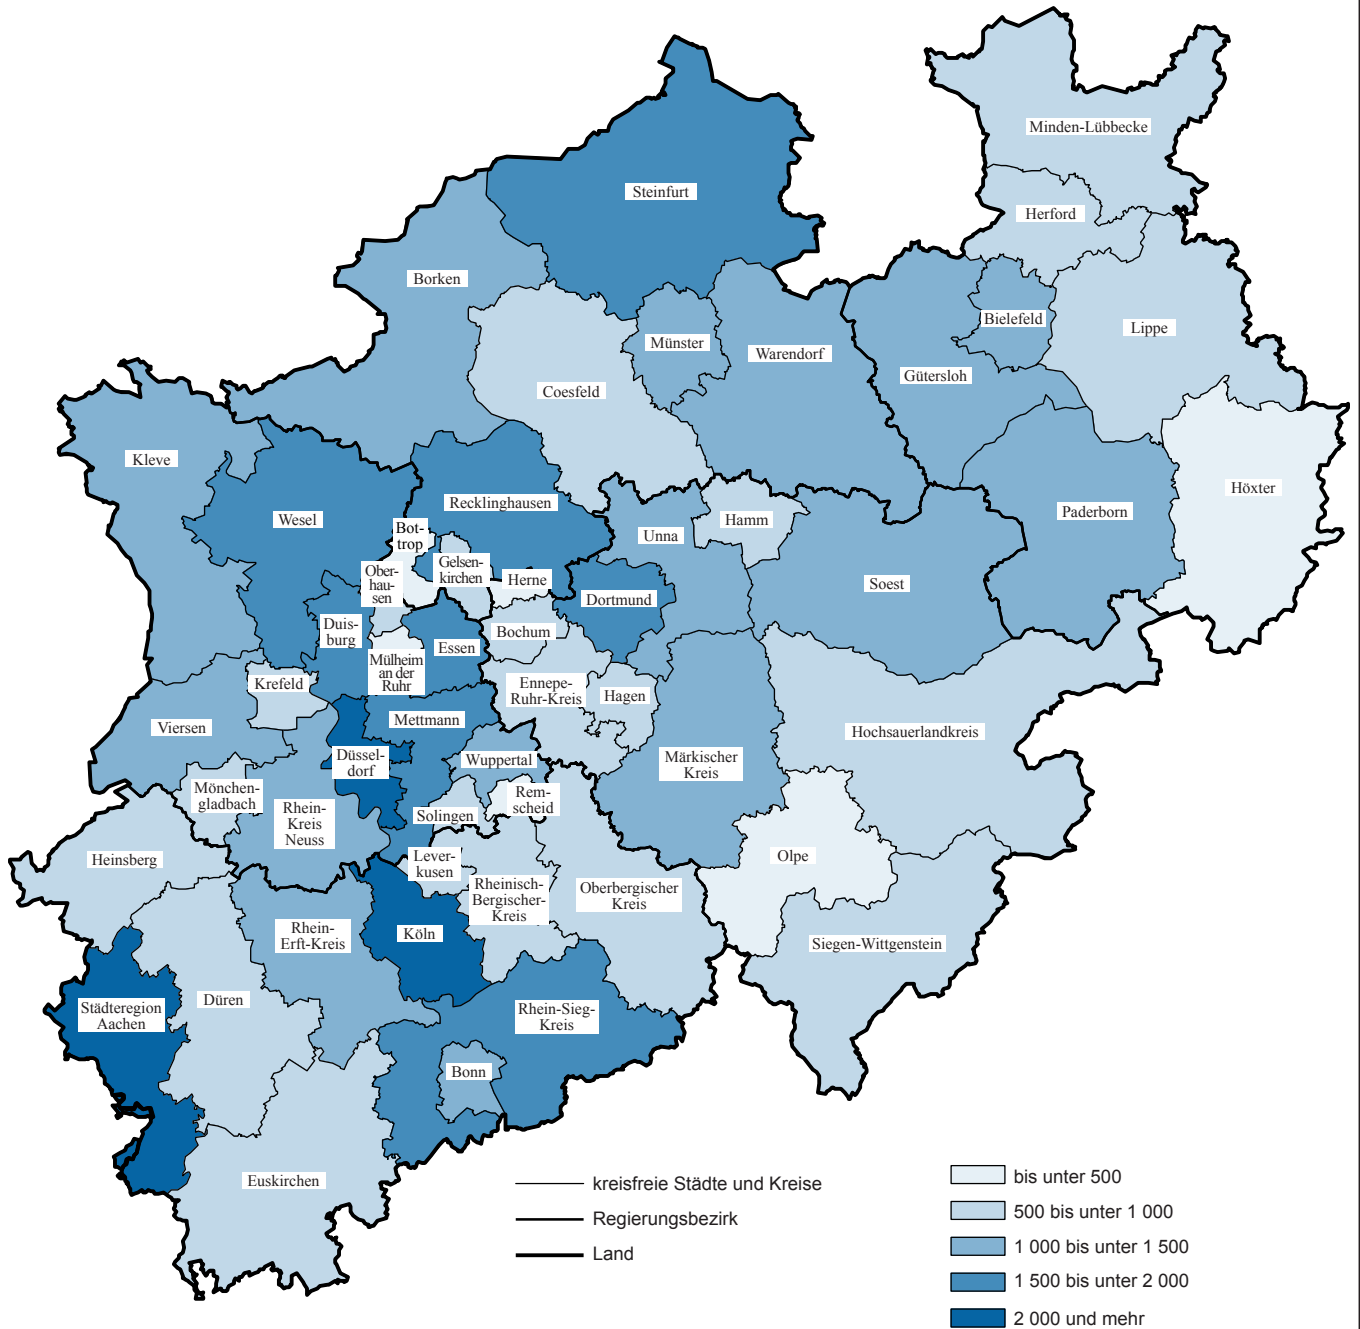 Minden-Lübbecke
Steinfurt
Herford
Borken
Bielefeld
Lippe
Münster
Warendorf
Gütersloh
Coesfeld
Kleve
Höxter
Recklinghausen
Wesel
Hamm
Paderborn
Bot-
trop
Unna
Gelsen-
kirchen
Ober-
hau-
sen
Herne
Soest
Dortmund
Duis-
burg
Bochum
Essen
Mülheim
an der
Ruhr
Krefeld
Ennepe-
Ruhr-Kreis
Hagen
Mettmann
Viersen
Hochsauerlandkreis
Düssel-
dorf
Wuppertal
Märkischer
Kreis
Mönchen-
gladbach
Rem-
scheid
Rhein-
Kreis
Neuss
Solingen
Heinsberg
Lever-
kusen
Olpe
Rheinisch-
Bergischer-
Kreis
Oberbergischer
Kreis
Rhein-
Erft-Kreis
Köln
Siegen-Wittgenstein
Städteregion
Aachen
Düren
Rhein-Sieg-
Kreis
Bonn
Euskirchen
kreisfreie Städte und Kreise
Regierungsbezirk
Land
bis unter 500
500 bis unter 1 000
1 000 bis unter 1 500
1 500 bis unter 2 000
2 000 und mehr